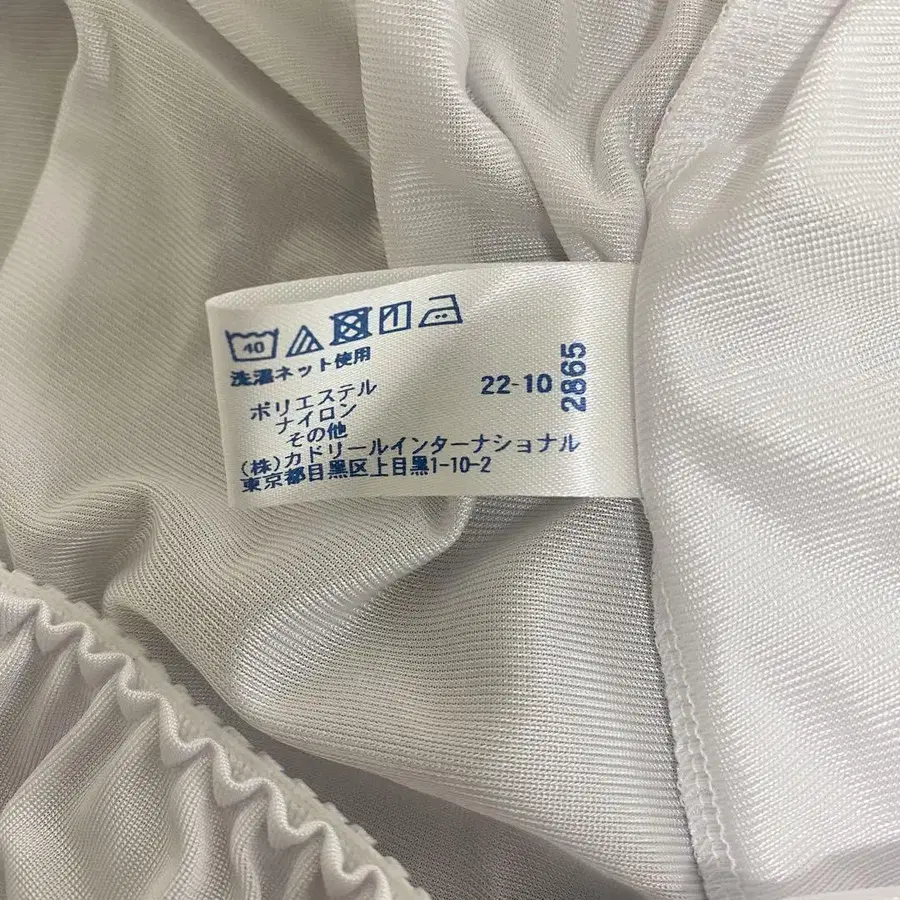 40
洗濯ネット使用
ポリエステル
ナイロン
その他
22-10
2865
(株)カドリールインターナショナル
東京都目黒区上目黒1-10-2